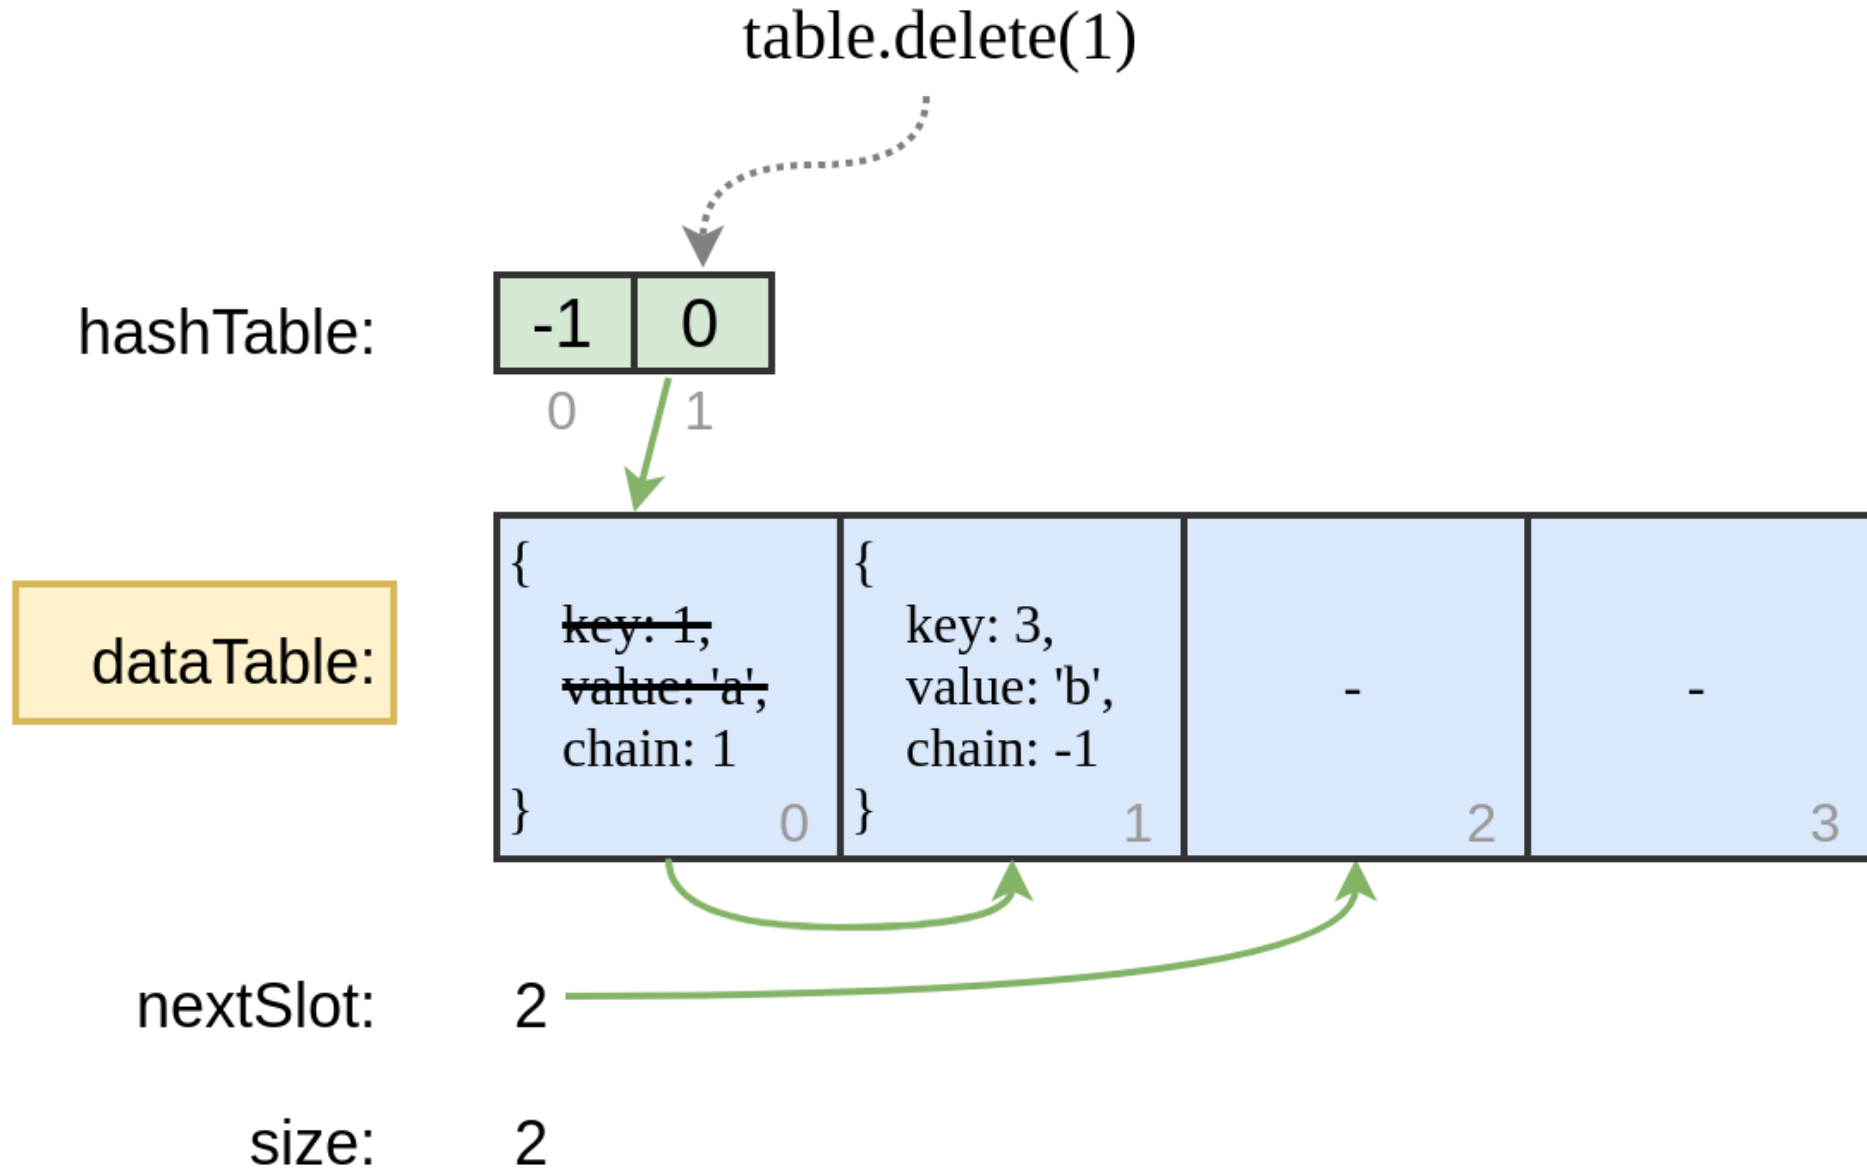 table.delete(1)
hashTable:
-1 0
0 1
dataTable:
{
key: 1,
value: 'a',
chain: 1
}
0
{
key: 3,
value: 'b',
chain: -1
}
1
-
2
-
3
nextSlot: 2
size: 2